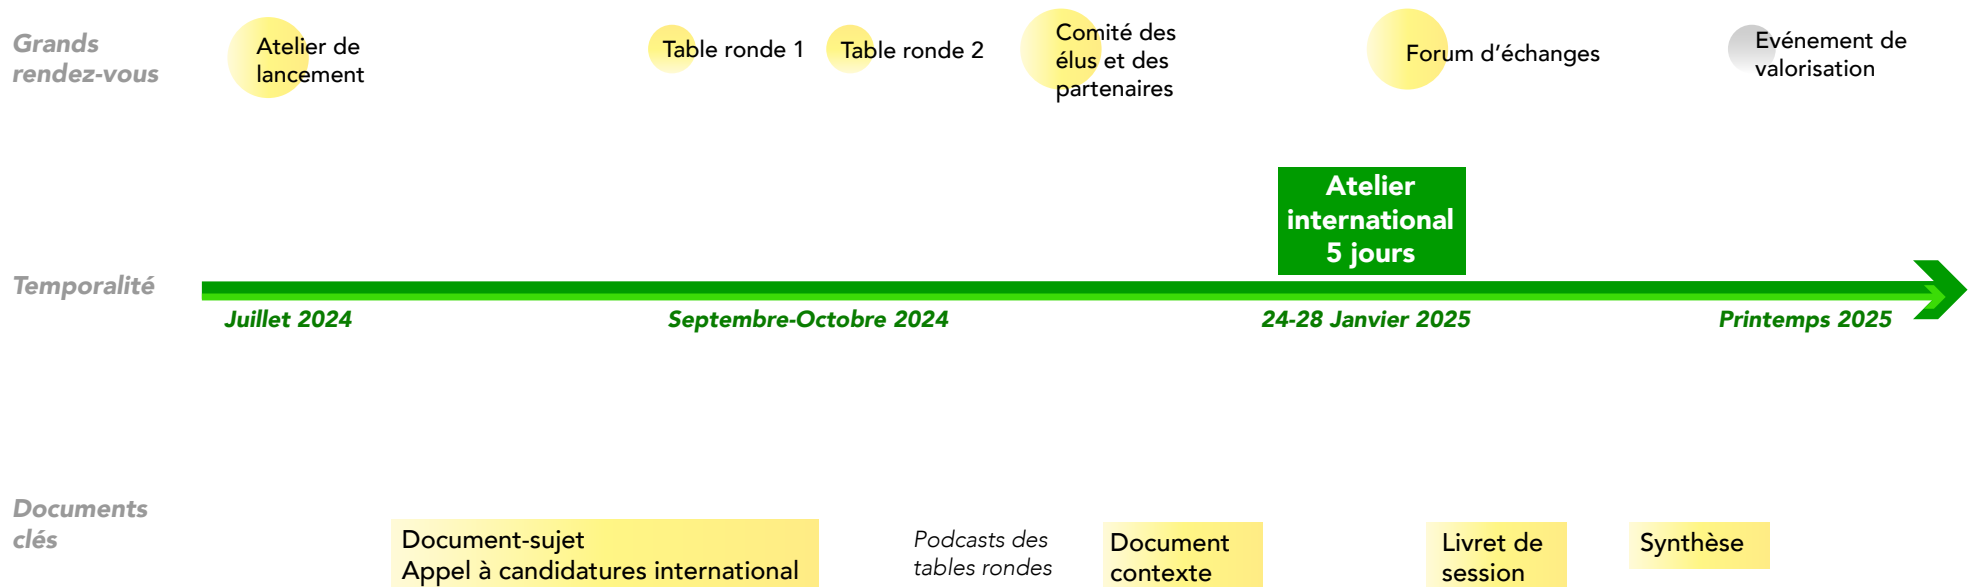 Grands
rendez-vous
Atelier de
lancement
Table ronde 1
Table ronde 2
Comité des
élus et des
partenaires
Forum d’échanges
Evénement de
valorisation
Atelier
international
5 jours
Temporalité
Juillet 2024
Septembre-Octobre 2024
24-28 Janvier 2025
Printemps 2025
Documents
clés
Document-sujet
Appel à candidatures international
Podcasts des
tables rondes
Document
contexte
Livret de
session
Synthèse